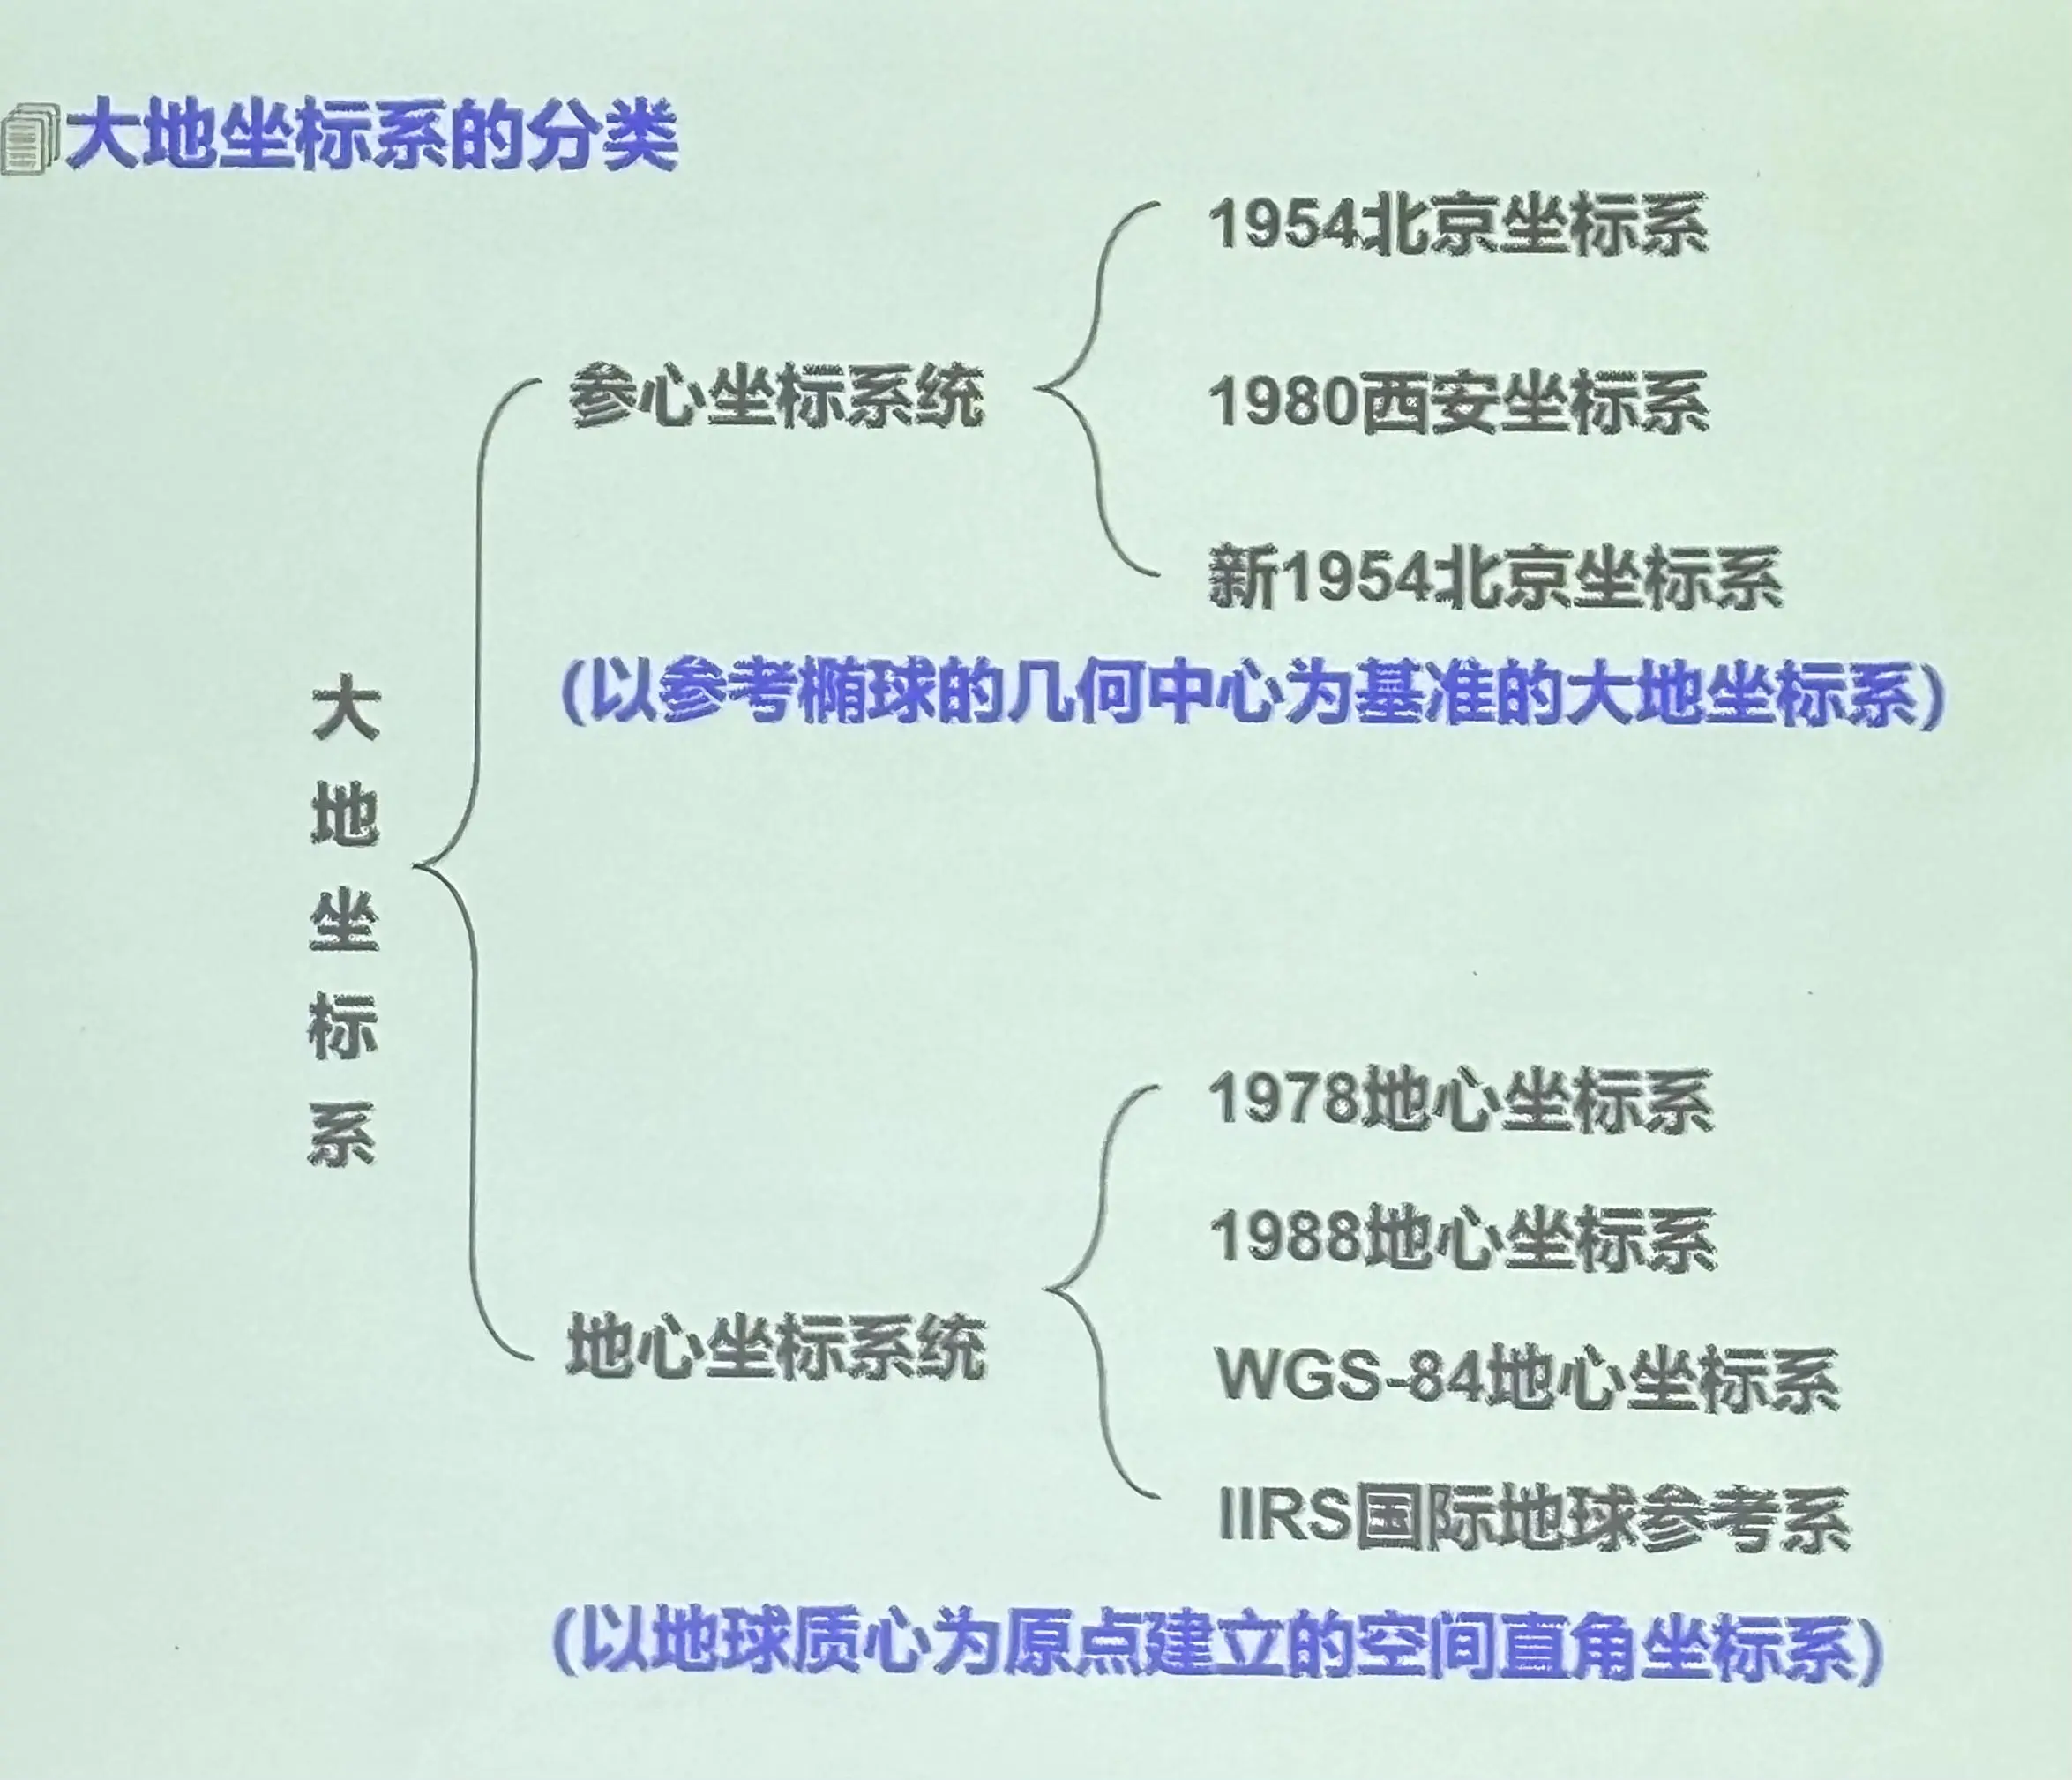 大地坐标系的分类
大地坐标系
参心坐标系统
1954北京坐标系
1980西安坐标系
新1954北京坐标系
(以参考椭球的几何中心为基准的大地坐标系)
地心坐标系统
1978地心坐标系
1988地心坐标系
WGS-84地心坐标系
IIRS国际地球参考系
(以地球质心为原点建立的空间直角坐标系)